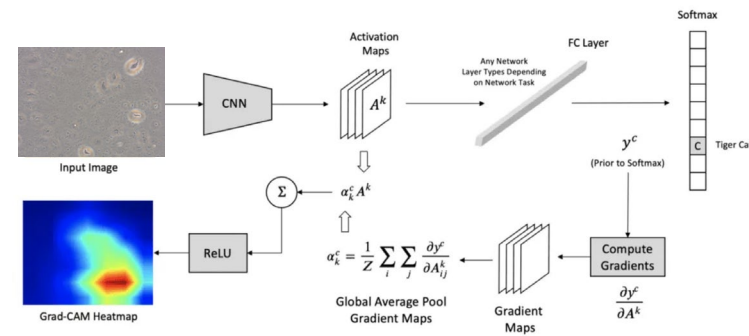 Softmax
Activation
Maps
FC Layer
Any Network
Layer Types Depending
on Network Task
CNN
A^k
Input Image
y^c
(Prior to Softmax)
C
Tiger Ca
Σ
α_k^c A^k
ReLU
α_k^c = 1/Z ∑_i ∑_j ∂y^c/∂A_ij^k
Compute
Gradients
∂y^c/∂A^k
Global Average Pool
Gradient Maps
Gradient
Maps
Grad-CAM Heatmap